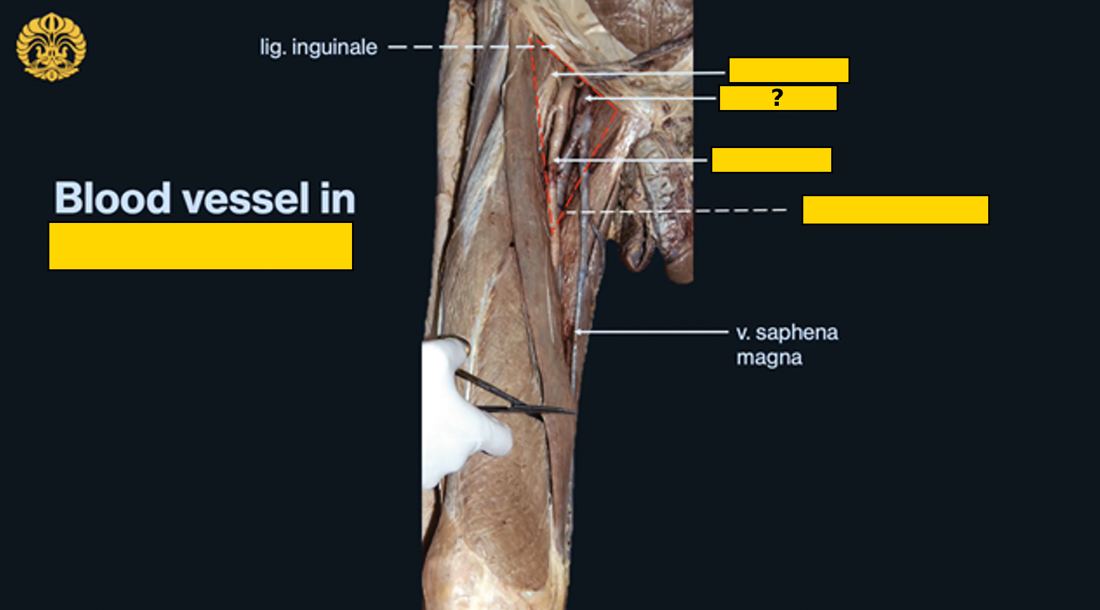 lig. inguinale
?
Blood vessel in
v. saphena
magna